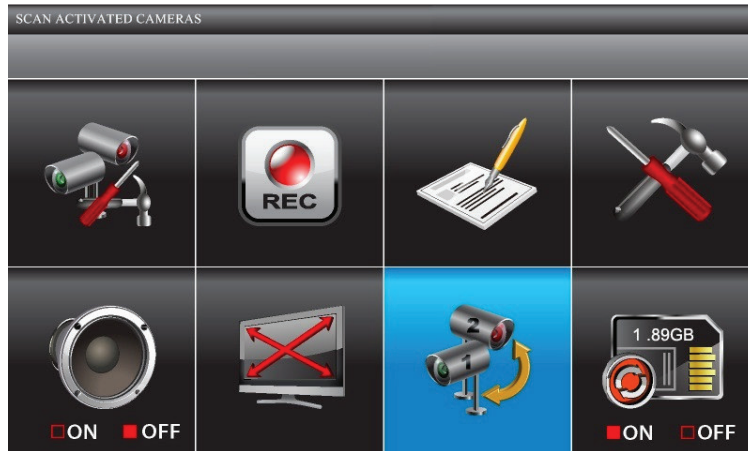 SCAN ACTIVATED CAMERAS
REC
2
1
1.89GB
ON OFF
ON OFF